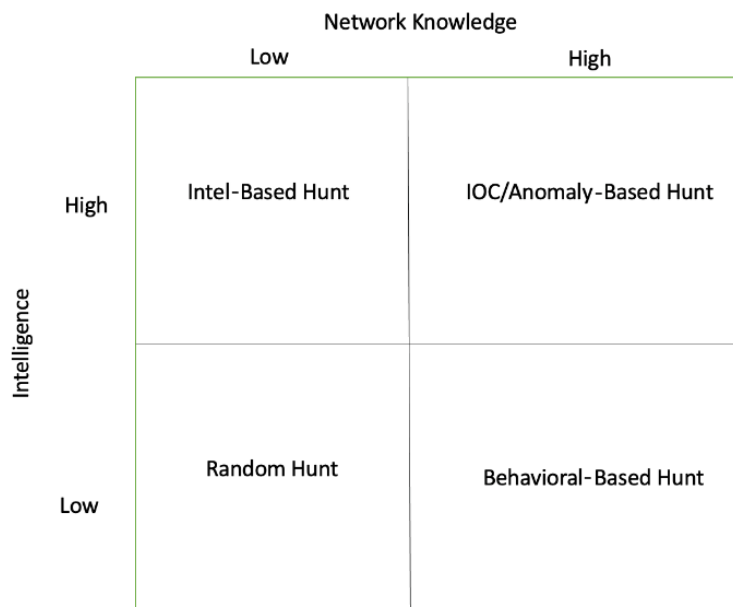 Network Knowledge
Low High
High Intel-Based Hunt IOC/Anomaly-Based Hunt
Intelligence
Low Random Hunt Behavioral-Based Hunt